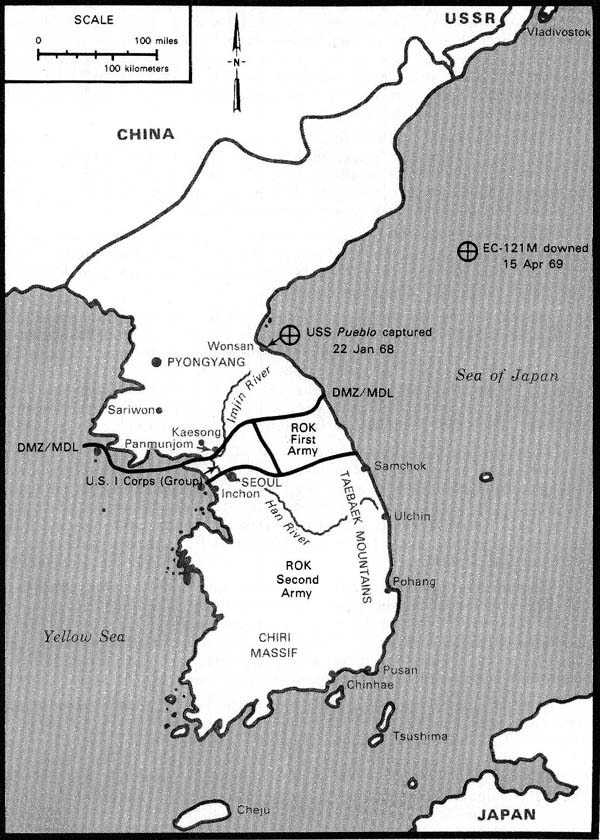 SCALE
0 100 miles
100 kilometers
-N-
USSR
Vladivostok
CHINA
EC-121M downed
15 Apr 69
USS Pueblo captured
22 Jan 68
Wonsan
PYONGYANG
Sea of Japan
Imjin River
DMZ/MDL
Sariwon
Kaesong
Panmunjom
ROK
First
Army
DMZ/MDL
U.S. I Corps (Group)
SEOUL
Inchon
Samchok
Han River
TAEBAEK MOUNTAINS
Ulchin
ROK
Second
Army
Pohang
Yellow Sea
CHIRI
MASSIF
Pusan
Chinhae
Tsushima
Cheju
JAPAN